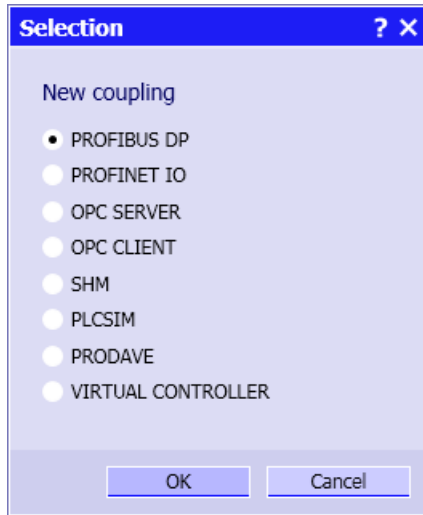 Selection ? ×
New coupling
PROFIBUS DP
PROFINET IO
OPC SERVER
OPC CLIENT
SHM
PLCSIM
PRODAVE
VIRTUAL CONTROLLER
OK Cancel